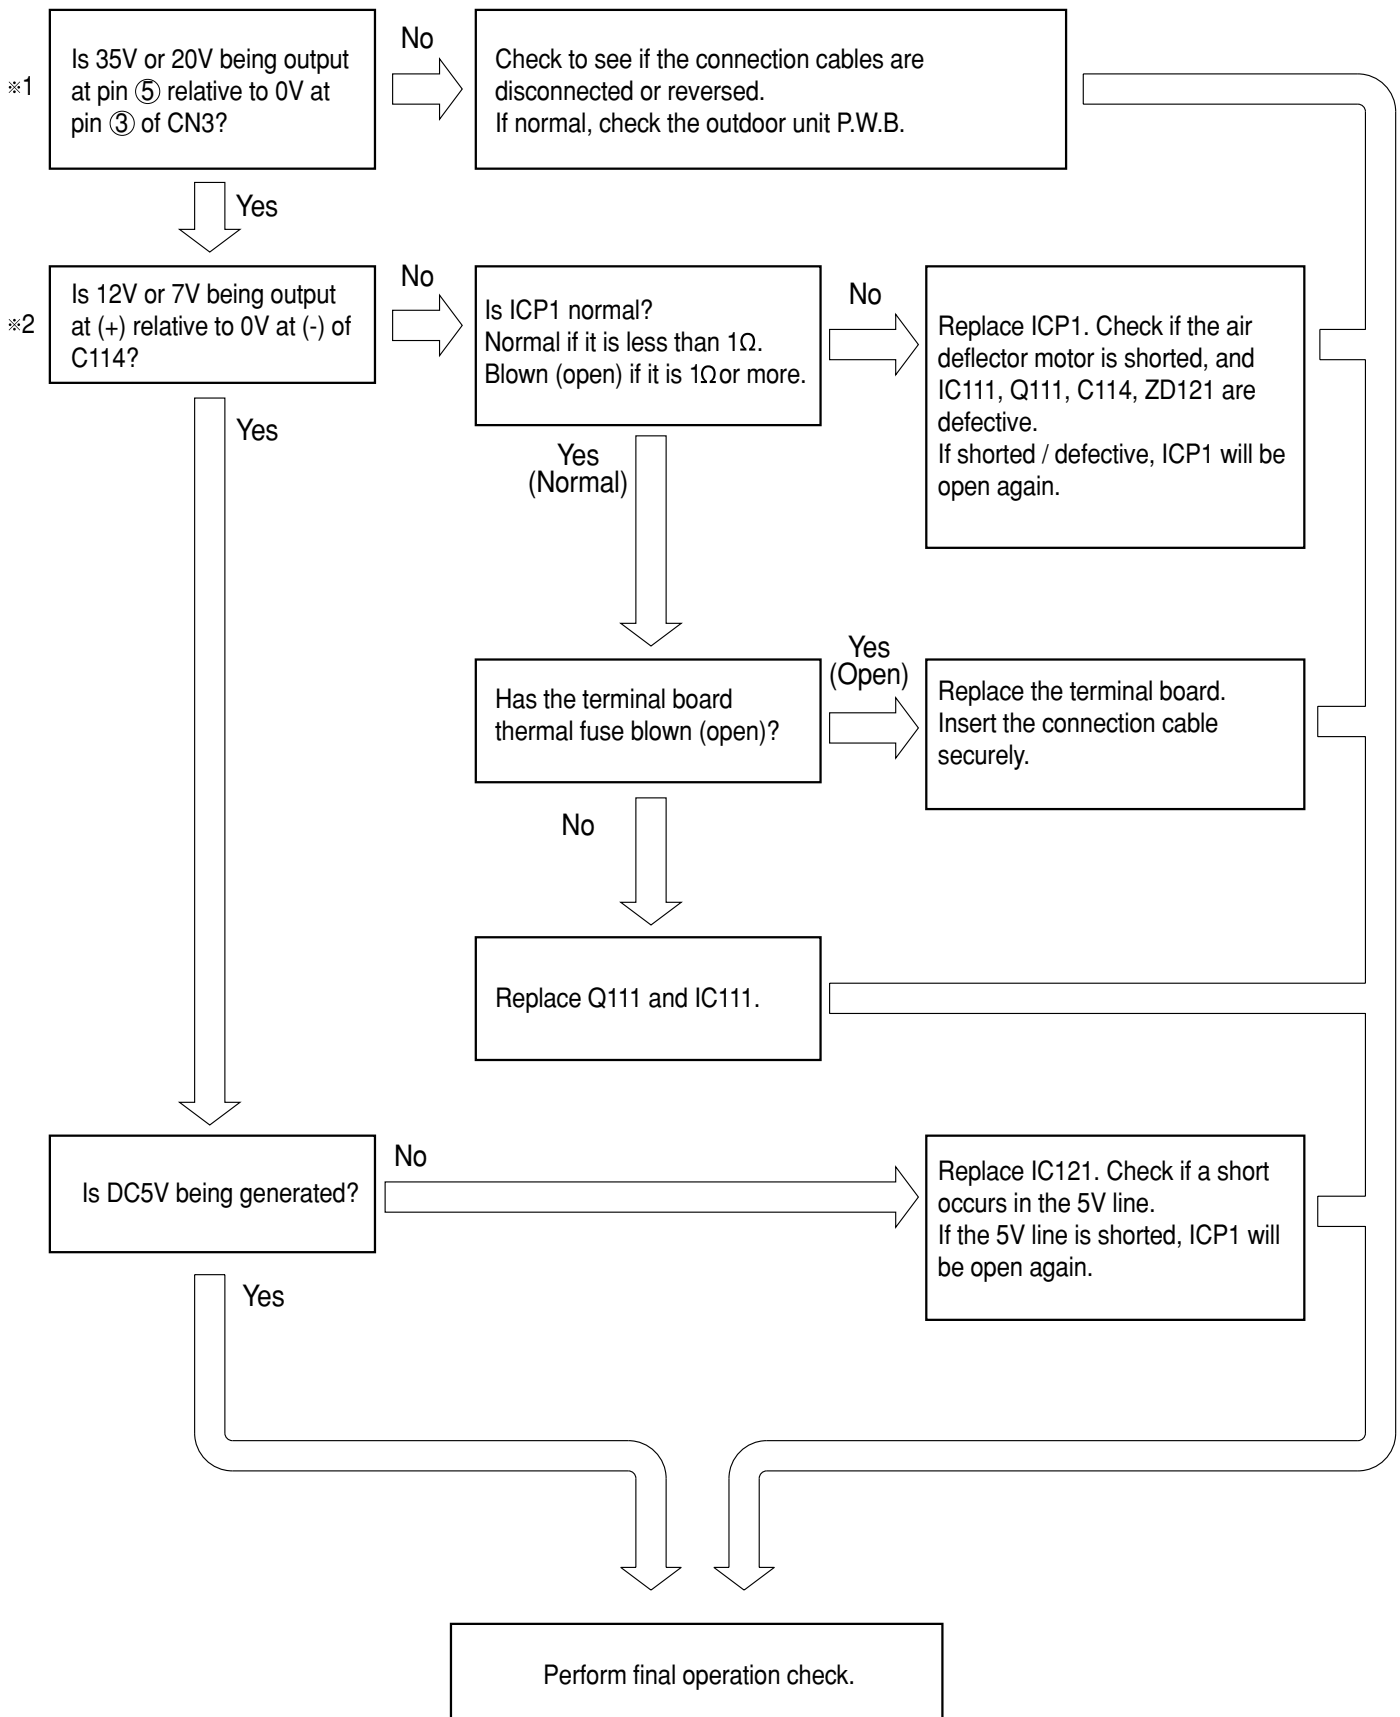 ※1
Is 35V or 20V being output
at pin ⑤ relative to 0V at
pin ③ of CN3?
No
Check to see if the connection cables are
disconnected or reversed.
If normal, check the outdoor unit P.W.B.
Yes
※2
Is 12V or 7V being output
at (+) relative to 0V at (-) of
C114?
No
Is ICP1 normal?
Normal if it is less than 1Ω.
Blown (open) if it is 1Ω or more.
No
Replace ICP1. Check if the air
deflector motor is shorted, and
IC111, Q111, C114, ZD121 are
defective.
If shorted / defective, ICP1 will be
open again.
Yes
Yes
(Normal)
Has the terminal board
thermal fuse blown (open)?
Yes
(Open)
Replace the terminal board.
Insert the connection cable
securely.
No
Replace Q111 and IC111.
Is DC5V being generated?
No
Replace IC121. Check if a short
occurs in the 5V line.
If the 5V line is shorted, ICP1 will
be open again.
Yes
Perform final operation check.